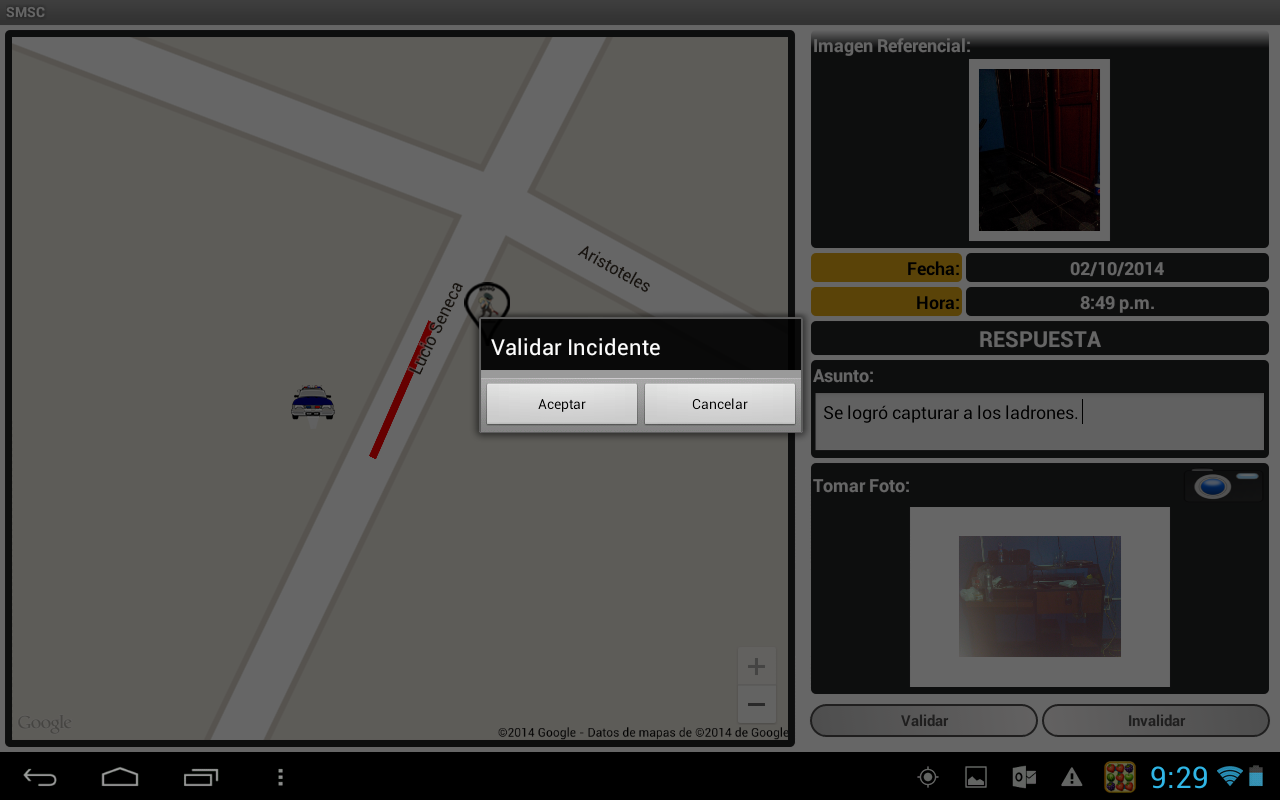 SMSC
Lucio Seneca
Aristoteles
Google
©2014 Google - Datos de mapas de ©2014 de Google
Validar Incidente
Aceptar
Cancelar
Imagen Referencial:
Fecha:
02/10/2014
Hora:
8:49 p.m.
RESPUESTA
Asunto:
Se logró capturar a los ladrones.
Tomar Foto:
Validar
Invalidar
9:29